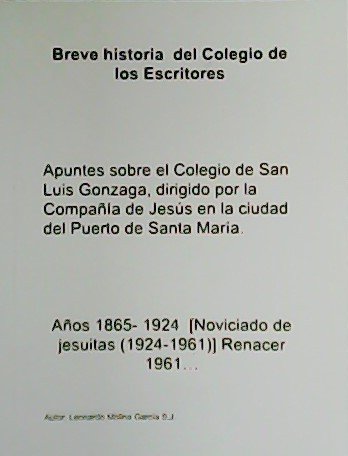 Breve historia del Colegio de
los Escritores
Apuntes sobre el Colegio de San
Luis Gonzaga, dirigido por la
Compañía de Jesús en la ciudad
del Puerto de Santa María.
Años 1865- 1924 [Noviciado de
jesuitas (1924-1961)] Renacer
1961...
Autor: Leonardo Molina García S.J.